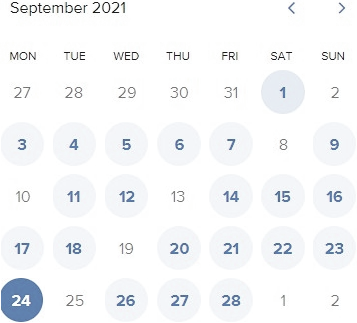 September 2021
MON TUE WED THU FRI SAT SUN
27 28 29 30 31 1 2
3 4 5 6 7 8 9
10 11 12 13 14 15 16
17 18 19 20 21 22 23
24 25 26 27 28 1 2